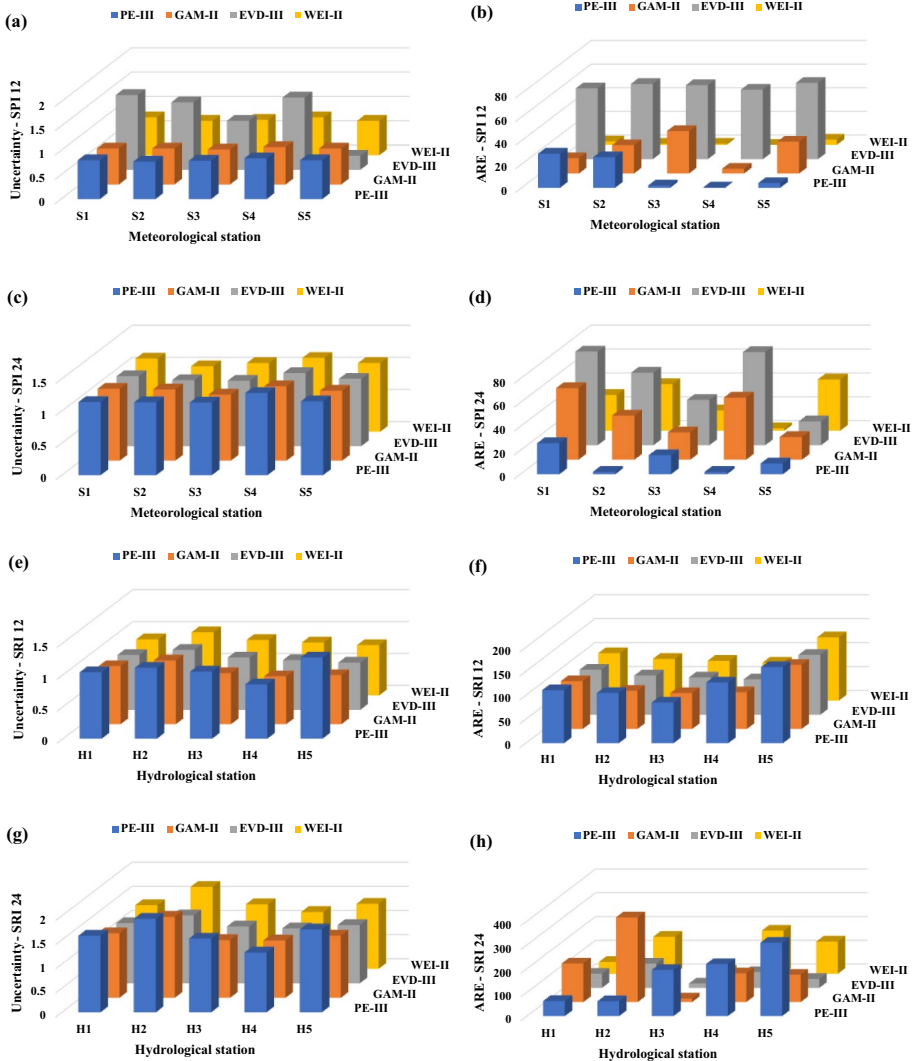 (a)
PE-III GAM-II EVD-III WEI-II
Uncertainty - SPI 12
2
1.5
1
0.5
0
WEI-II
EVD-III
GAM-II
PE-III
S1 S2 S3 S4 S5
Meteorological station
(b)
PE-III GAM-II EVD-III WEI-II
ARE - SPI 12
80
60
40
20
0
WEI-II
EVD-III
GAM-II
PE-III
S1 S2 S3 S4 S5
Meteorological station
(c)
PE-III GAM-II EVD-III WEI-II
Uncertainty - SPI 24
1.5
1
0.5
0
WEI-II
EVD-III
GAM-II
PE-III
S1 S2 S3 S4 S5
Meteorological station
(d)
PE-III GAM-II EVD-III WEI-II
ARE - SPI 24
80
60
40
20
0
WEI-II
EVD-III
GAM-II
PE-III
S1 S2 S3 S4 S5
Meteorological station
(e)
PE-III GAM-II EVD-III WEI-II
Uncertainty - SRI 12
1.5
1
0.5
0
WEI-II
EVD-III
GAM-II
PE-III
H1 H2 H3 H4 H5
Hydrological station
(f)
PE-III GAM-II EVD-III WEI-II
ARE - SRI 12
200
150
100
50
0
WEI-II
EVD-III
GAM-II
PE-III
H1 H2 H3 H4 H5
Hydrological station
(g)
PE-III GAM-II EVD-III WEI-II
Uncertainty- SRI 24
2
1.5
1
0.5
0
WEI-II
EVD-III
GAM-II
PE-III
H1 H2 H3 H4 H5
Hydrological station
(h)
PE-III GAM-II EVD-III WEI-II
ARE - SRI 24
400
300
200
100
0
WEI-II
EVD-III
GAM-II
PE-III
H1 H2 H3 H4 H5
Hydrological station